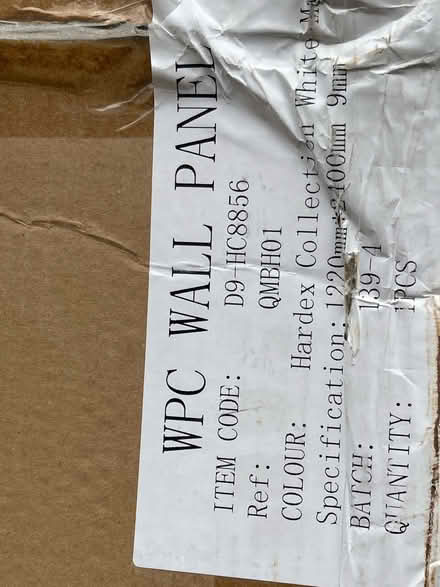 WPC WALL PANEL
ITEM CODE: D9-HC8856
Ref: QMBH01
COLOUR: Hardex Collection White
Specification: 1220mm 9mm
BATCH: 139-4
QUANTITY: 1PCS